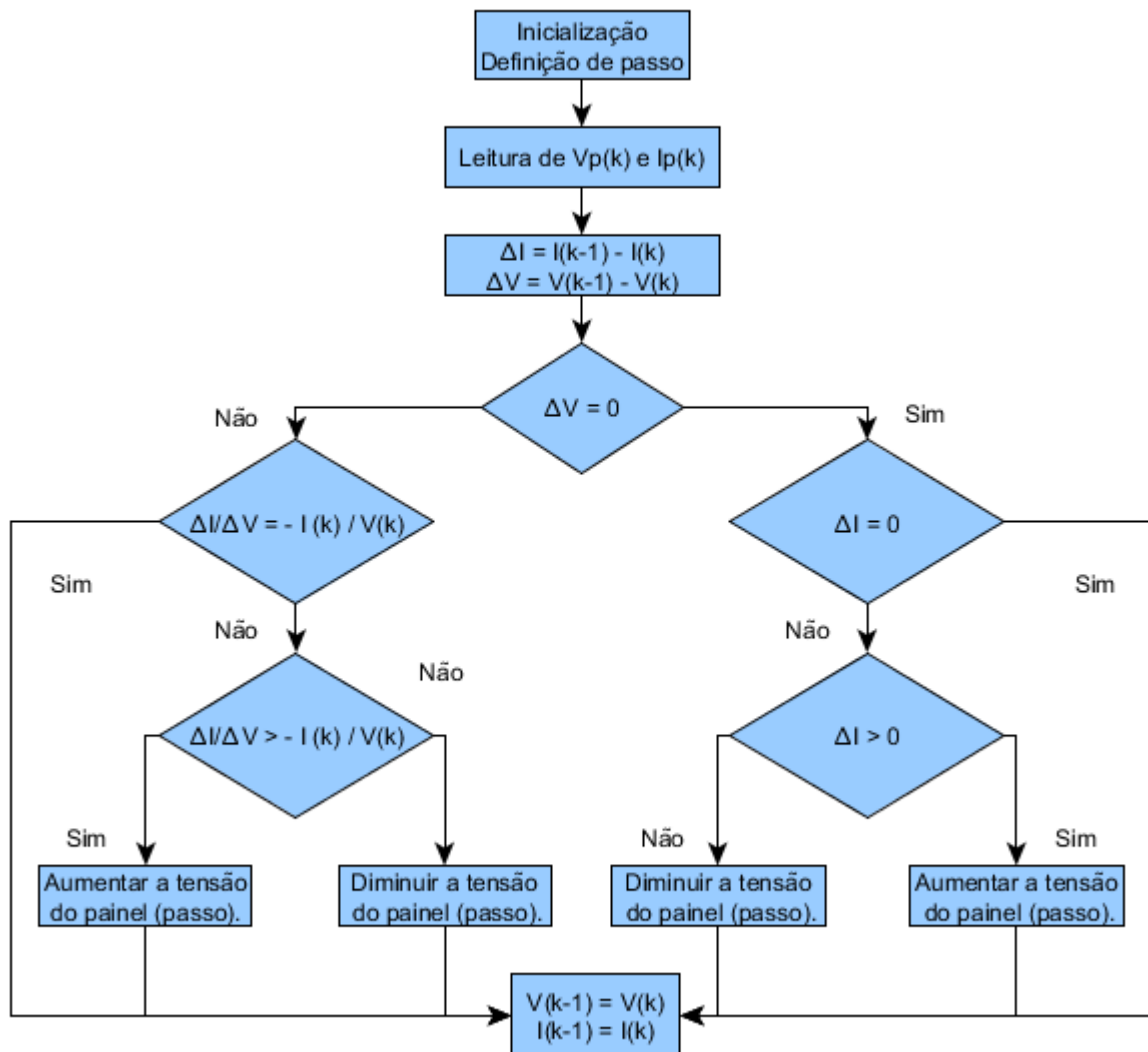 Inicialização
Definição de passo
Leitura de Vp(k) e Ip(k)
ΔI = I(k-1) - I(k)
ΔV = V(k-1) - V(k)
ΔV = 0
Não
Sim
ΔI/ΔV = - I (k) / V(k)
ΔI = 0
Sim
Sim
Não
Não
Não
ΔI/ΔV > - I (k) / V(k)
ΔI > 0
Sim
Não
Sim
Aumentar a tensão
do painel (passo).
Diminuir a tensão
do painel (passo).
Diminuir a tensão
do painel (passo).
Aumentar a tensão
do painel (passo).
V(k-1) = V(k)
I(k-1) = I(k)